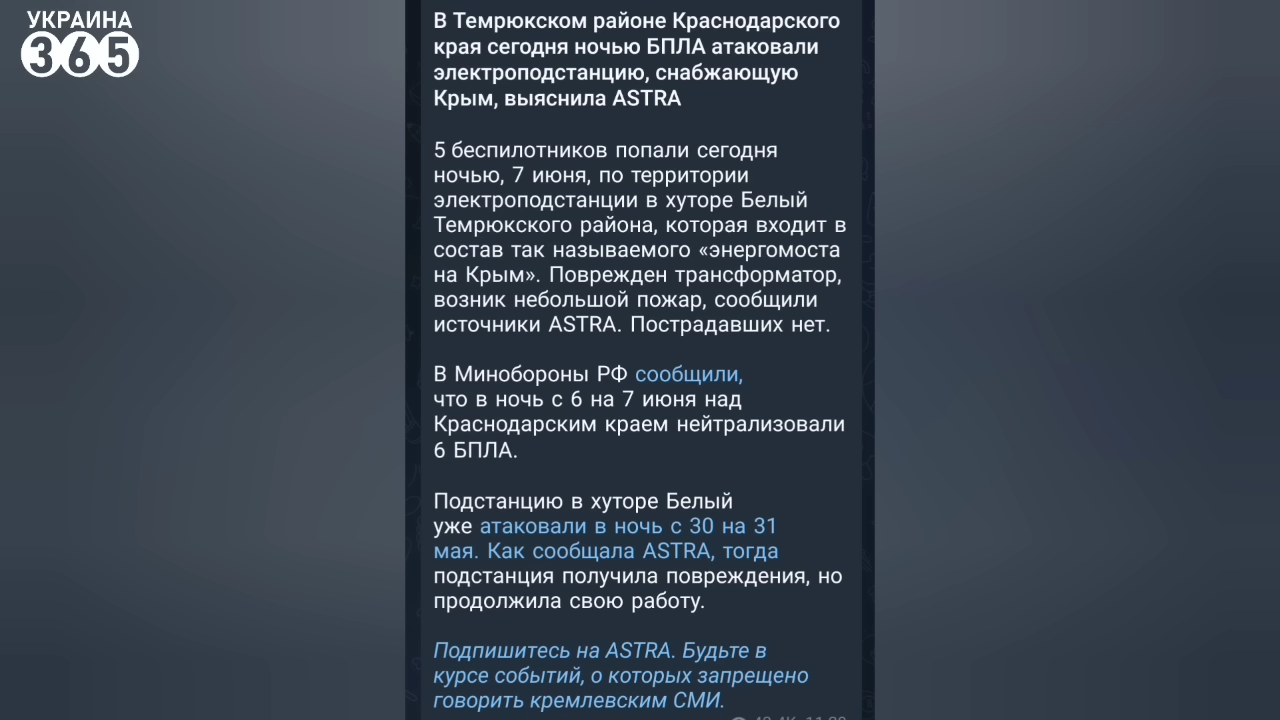 УКРАИНА
365
В Темрюкском районе Краснодарского
края сегодня ночью БПЛА атаковали
электроподстанцию, снабжающую
Крым, выяснила ASTRA
5 беспилотников попали сегодня
ночью, 7 июня, по территории
электроподстанции в хуторе Белый
Темрюкского района, которая входит в
состав так называемого «энергомоста
на Крым». Поврежден трансформатор,
возник небольшой пожар, сообщили
источники ASTRA. Пострадавших нет.
В Минобороны РФ сообщили,
что в ночь с 6 на 7 июня над
Краснодарским краем нейтрализовали
6 БПЛА.
Подстанцию в хуторе Белый
уже атаковали в ночь с 30 на 31
мая. Как сообщала ASTRA, тогда
подстанция получила повреждения, но
продолжила свою работу.
Подпишитесь на ASTRA. Будьте в
курсе событий, о которых запрещено
говорить кремлевским СМИ.